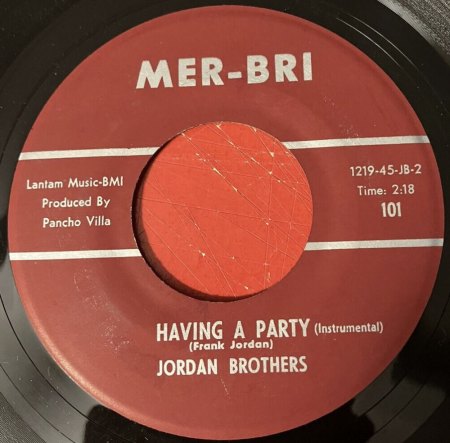 MER-BRI
Lantam Music-BMI
Produced By
Pancho Villa
1219-45-JB-2
Time: 2:18
101
HAVING A PARTY (Instrumental)
(Frank Jordan)
JORDAN BROTHERS